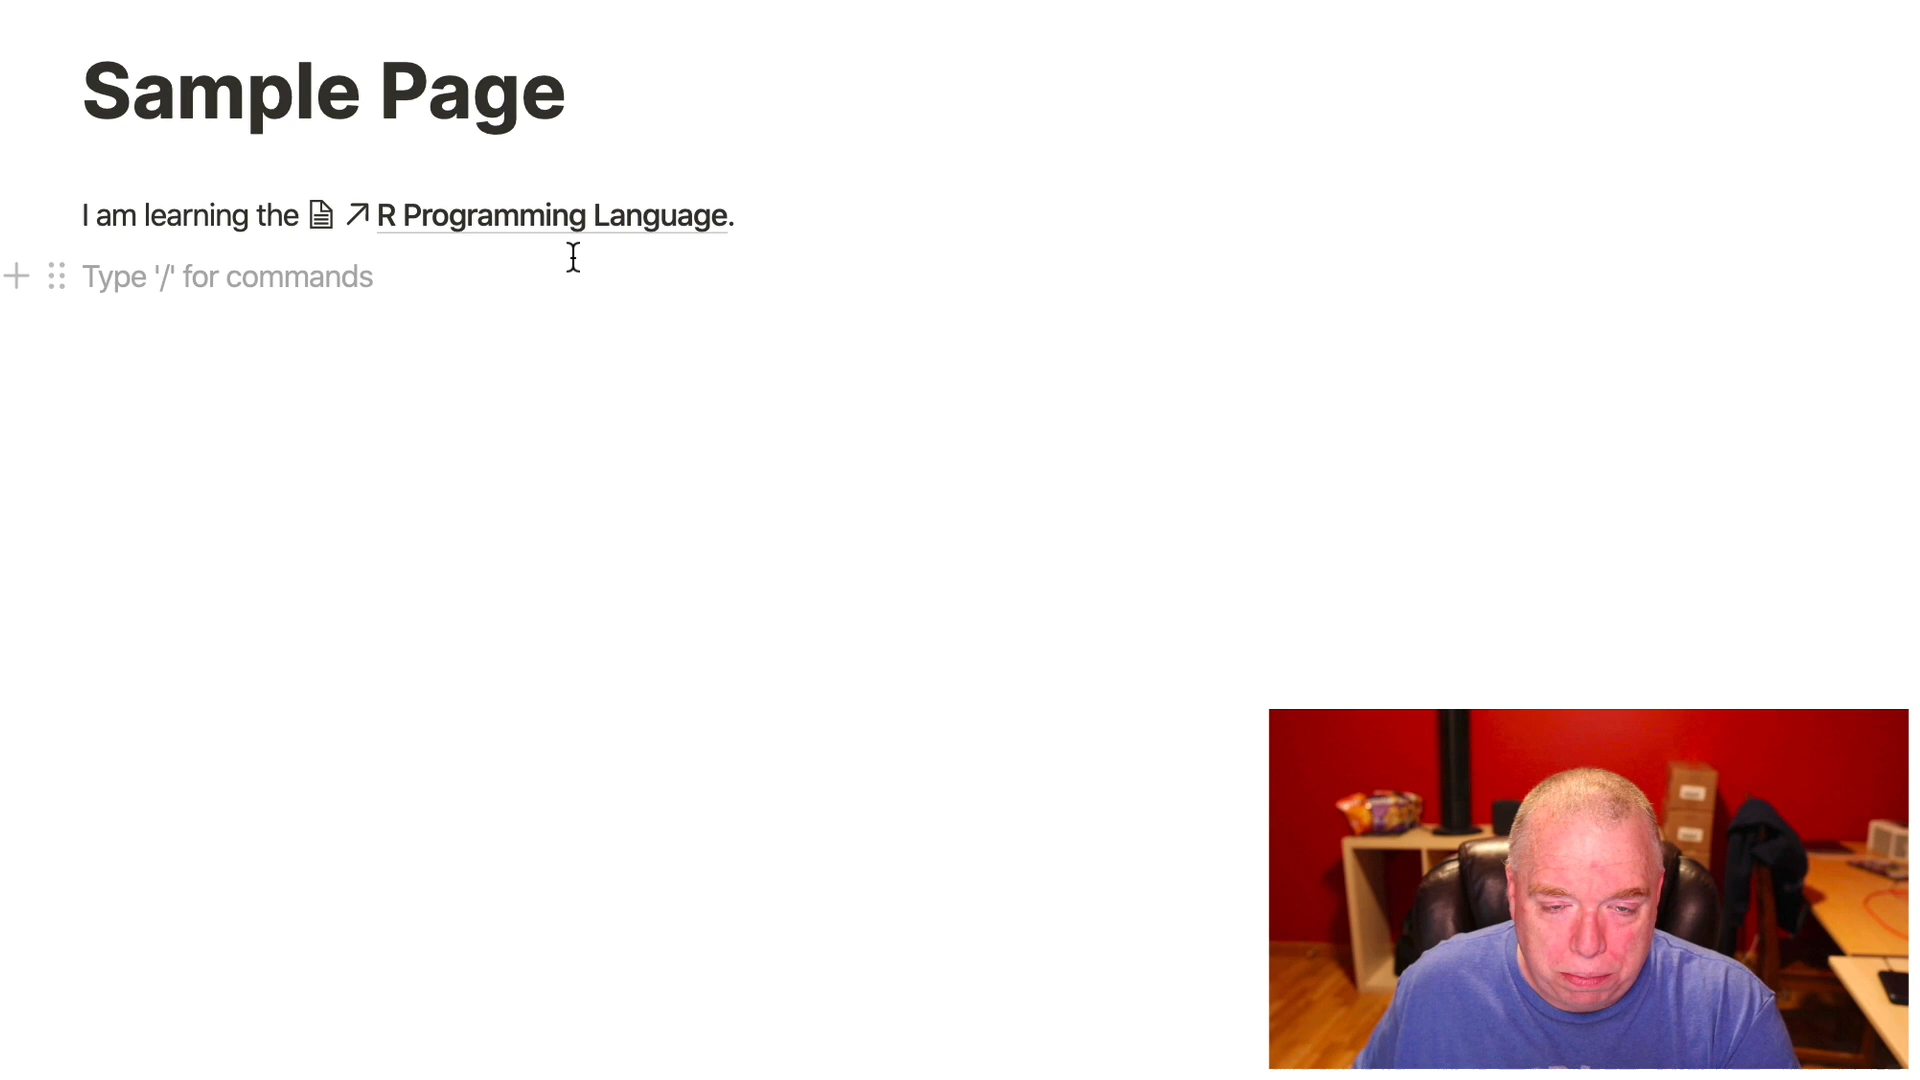 Sample Page
I am learning the R Programming Language.
Type '/' for commands